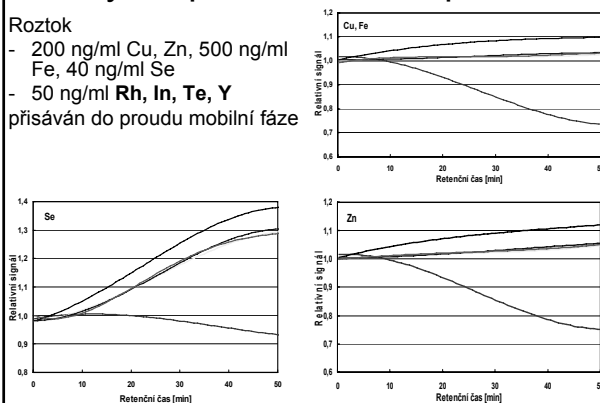 Roztok
- 200 ng/ml Cu, Zn, 500 ng/ml
Fe, 40 ng/ml Se
- 50 ng/ml Rh, In, Te, Y
přisáván do proudu mobilní fáze
Cu, Fe
Relativní signál
1,2
1,1
1,0
0,9
0,8
0,7
0,6
0 10 20 30 40 5
Retenční čas [min]
Se
Relativní signál
1,4
1,3
1,2
1,1
1,0
0,9
0,8
0 10 20 30 40 50
Retenční čas [min]
Zn
Relativní signál
1,2
1,1
1,0
0,9
0,8
0,7
0,6
0 10 20 30 40 50
Retenční čas [min]